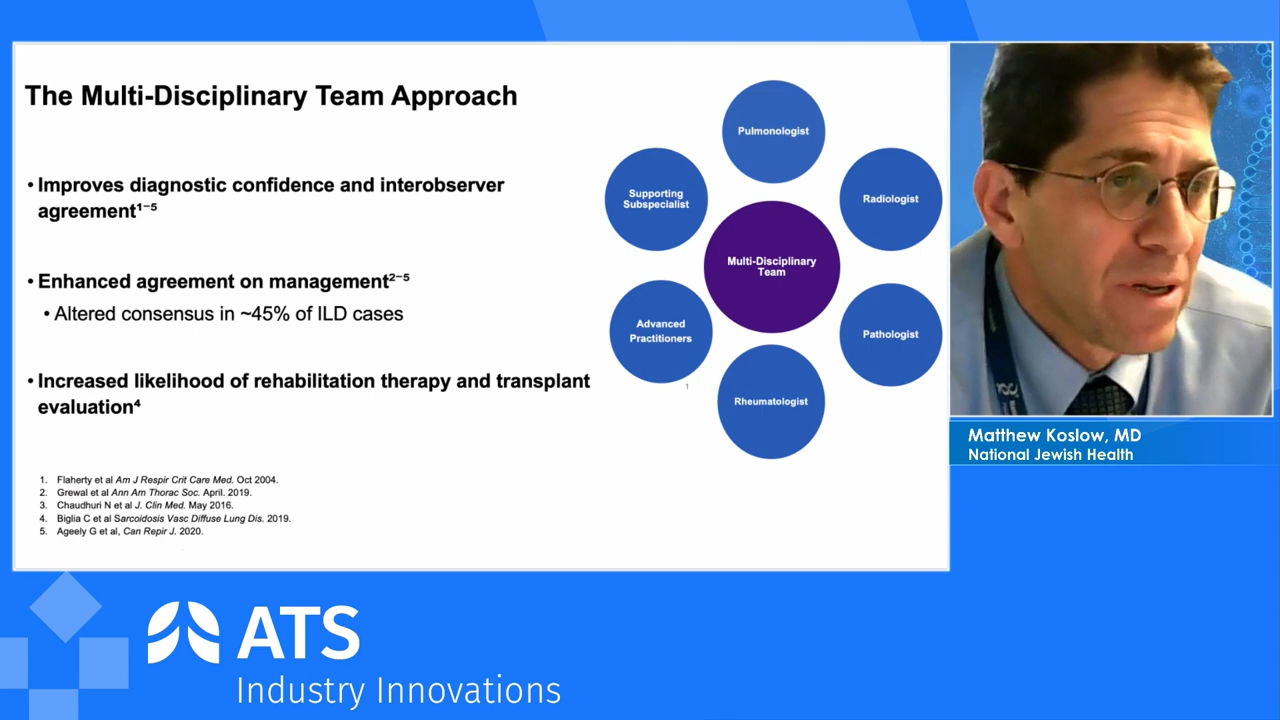 The Multi-Disciplinary Team Approach
• Improves diagnostic confidence and interobserver
agreement¹⁻⁵
• Enhanced agreement on management²⁻⁵
• Altered consensus in ~45% of ILD cases
• Increased likelihood of rehabilitation therapy and transplant
evaluation⁴
1. Flaherty et al Am J Respir Crit Care Med. Oct 2004.
2. Grewal et al Ann Am Thorac Soc. April. 2019.
3. Chaudhuri N et al J. Clin Med. May 2016.
4. Biglia C et al Sarcoidosis Vasc Diffuse Lung Dis. 2019.
5. Ageely G et al, Can Repir J. 2020.
Pulmonologist
Supporting
Subspecialist
Radiologist
Multi-Disciplinary
Team
Advanced
Practitioners
Pathologist
1
Rheumatologist
Matthew Koslow, MD
National Jewish Health
ATS
Industry Innovations